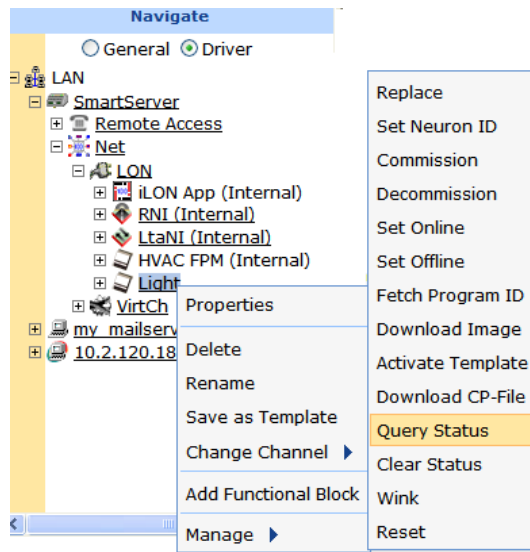 Navigate
General Driver
LAN
SmartServer
Remote Access
Net
LON
iLON App (Internal)
RNI (Internal)
LtaNI (Internal)
HVAC FPM (Internal)
Light
VirtCh
my_mailserv
10.2.120.18
Properties
Delete
Rename
Save as Template
Change Channel
Add Functional Block
Manage
Replace
Set Neuron ID
Commission
Decommission
Set Online
Set Offline
Fetch Program ID
Download Image
Activate Template
Download CP-File
Query Status
Clear Status
Wink
Reset